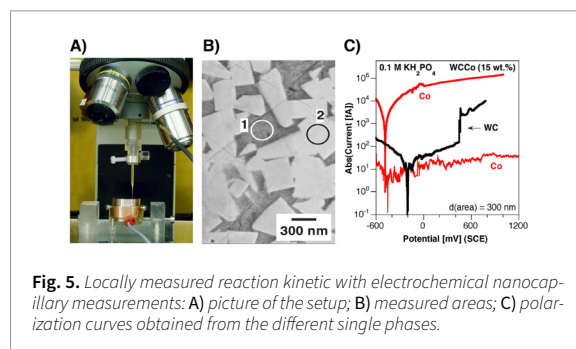 A)
B)
C)
1
2
300 nm
0.1 M KH2PO4 WCCo (15 wt.%)
Abs(Current [fA])
10^5
10^4
10^3
10^2
10^1
10^0
10^-1
Co
WC
Co
d(area) = 300 nm
-600 0 600 1200
Potential [mV] (SCE)
Fig. 5. Locally measured reaction kinetic with electrochemical nanocap-
illary measurements: A) picture of the setup; B) measured areas; C) polar-
ization curves obtained from the different single phases.